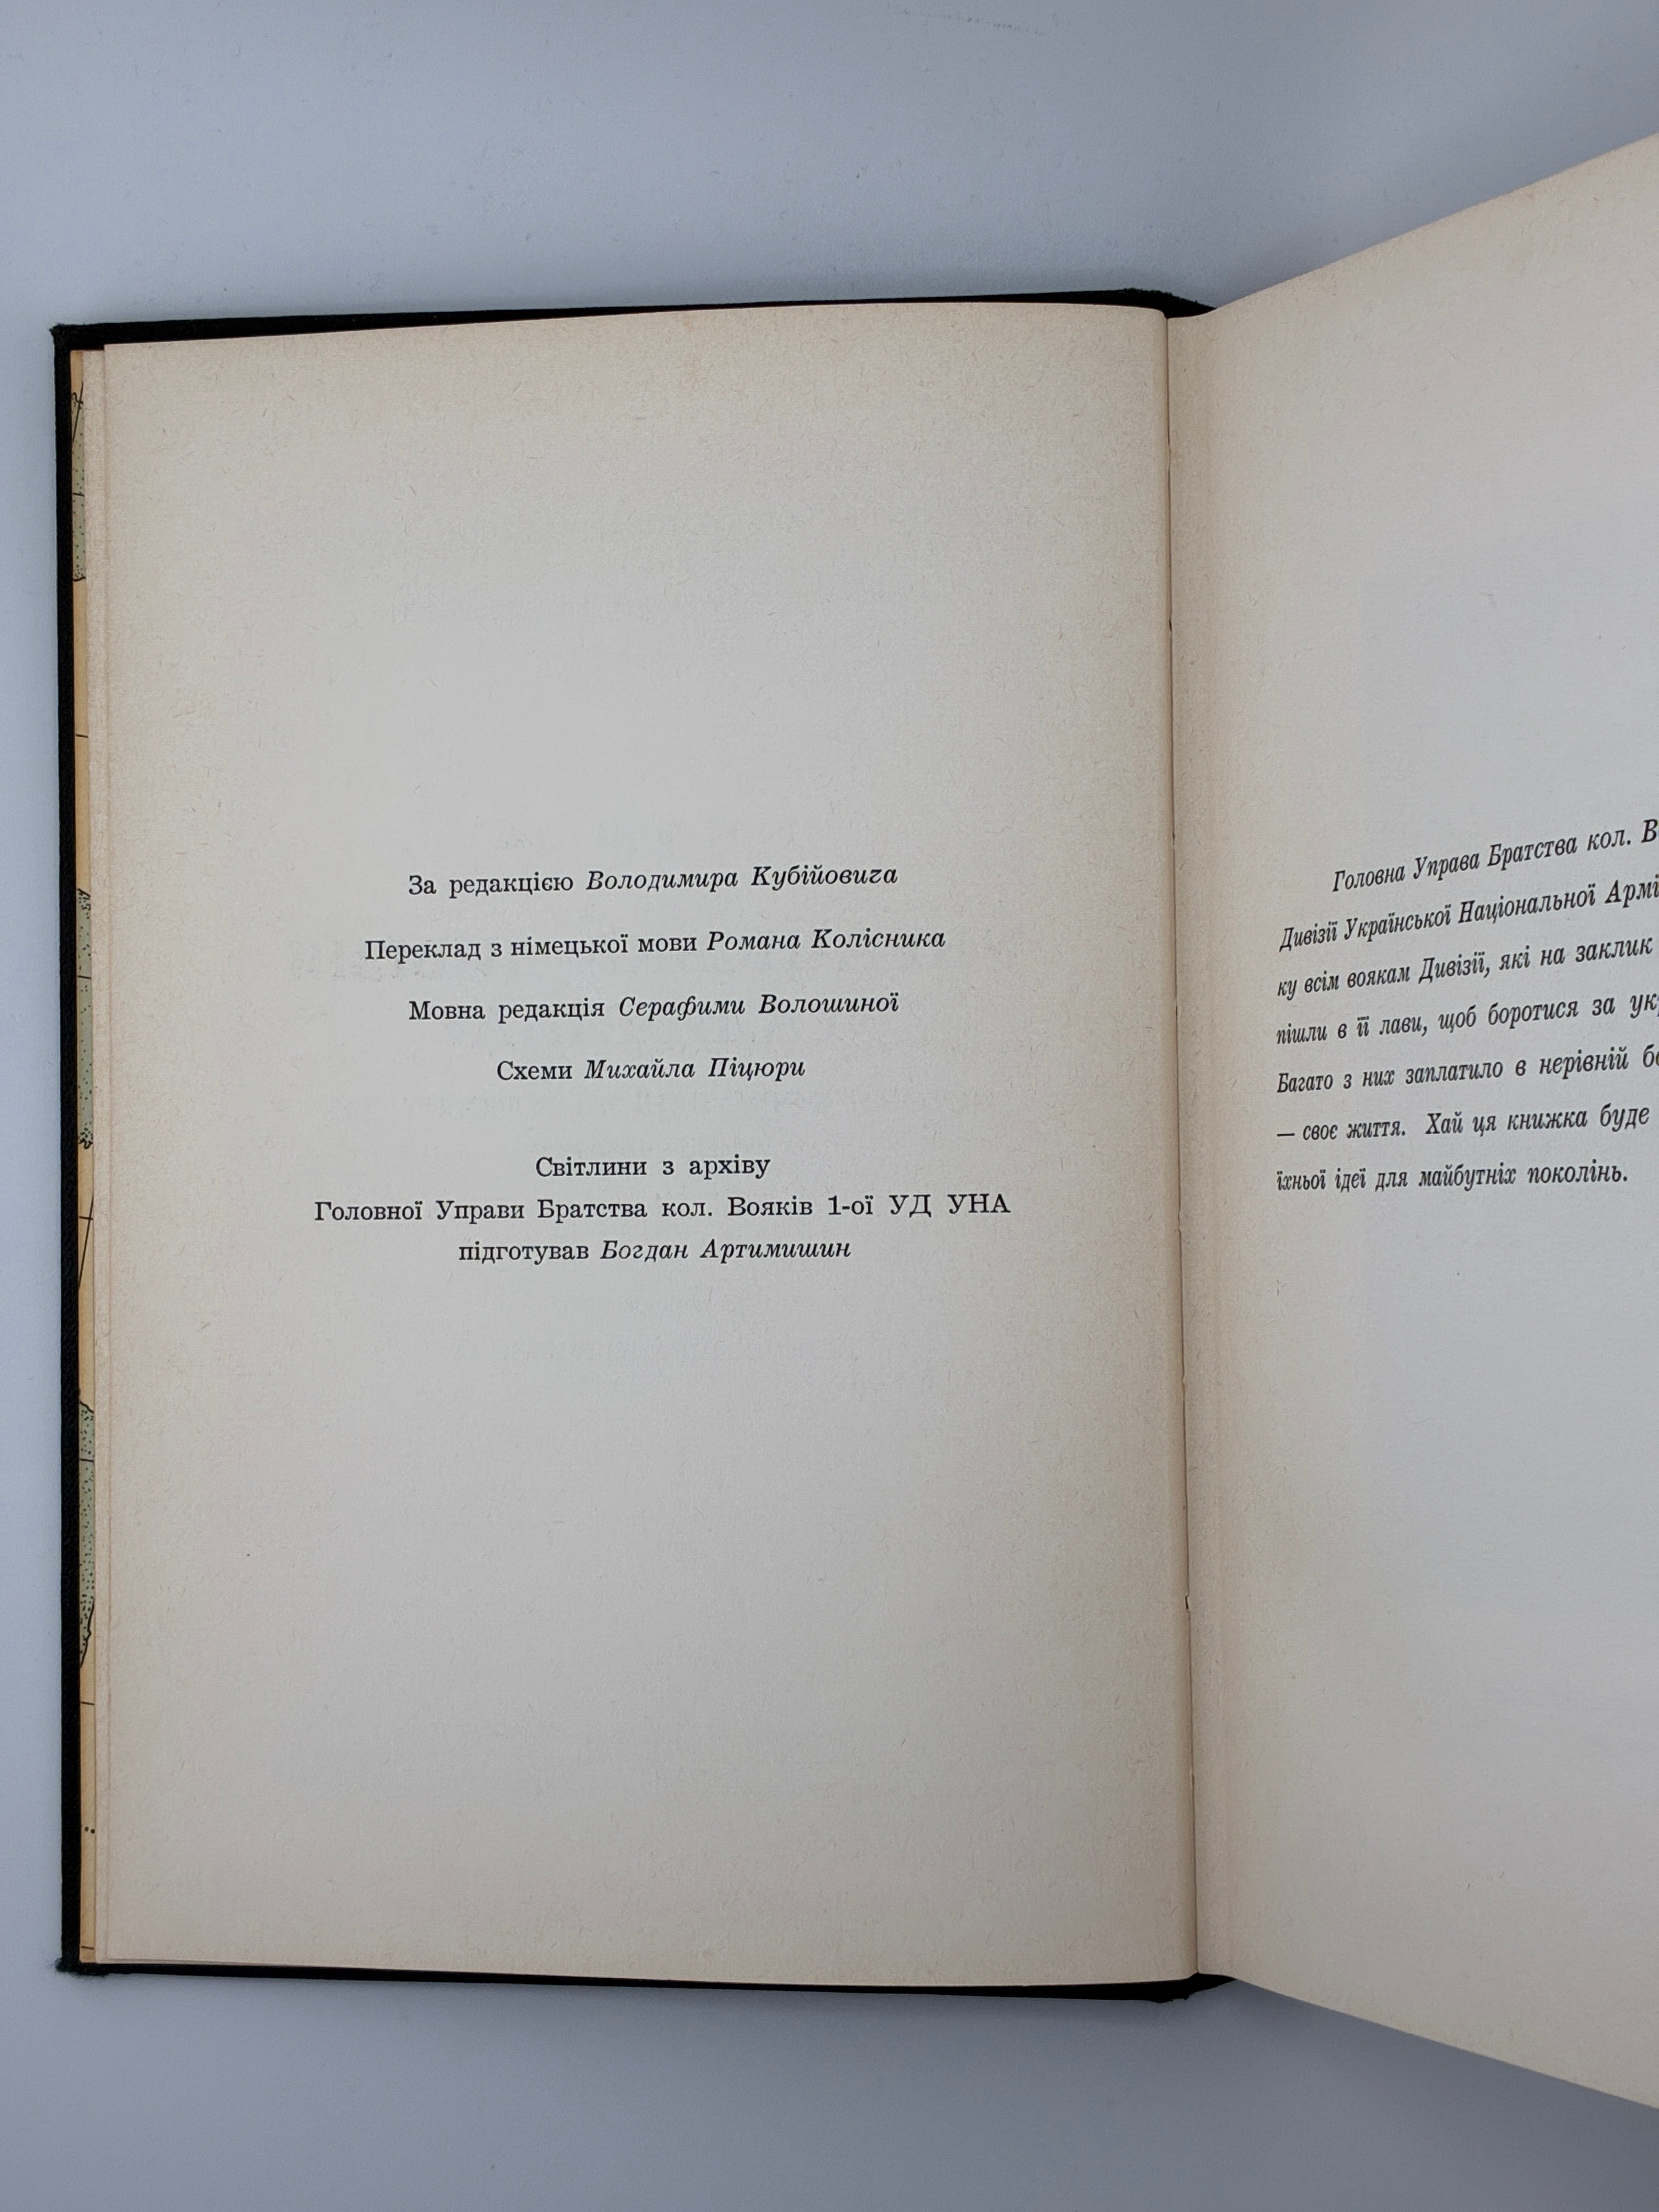 За редакцією Володимира Кубійовича
Переклад з німецької мови Романа Колісника
Мовна редакція Серафими Волошиної
Схеми Михайла Піцюри
Світлини з архіву
Головної Управи Братства кол. Вояків 1-ої УД УНА
підготував Богдан Артимишин
Головна Управа Братства кол.
Дивізії Української Національної
ку всім воякам Дивізії, які на заклик
пішли в її лави, щоб боротися за
Багато з них заплатило в нерівній
— своє життя. Хай ця книжка буде
їхньої ідеї для майбутніх поколінь.